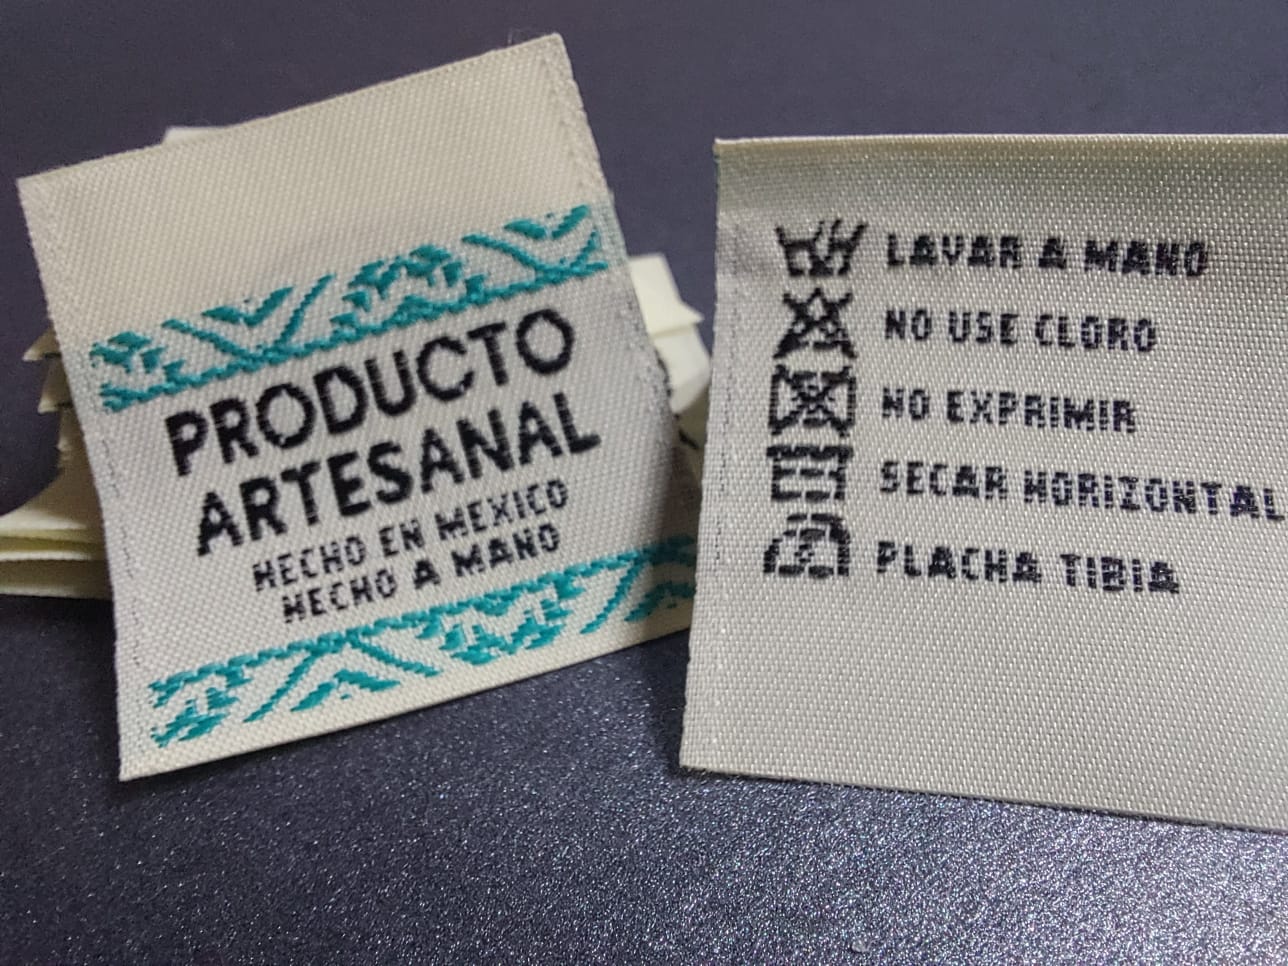 PRODUCTO
ARTESANAL
HECHO EN MEXICO
HECHO A MANO
LAVAR A MANO
NO USE CLORO
NO EXPRIMIR
SECAR HORIZONTAL
PLACHA TIBIA